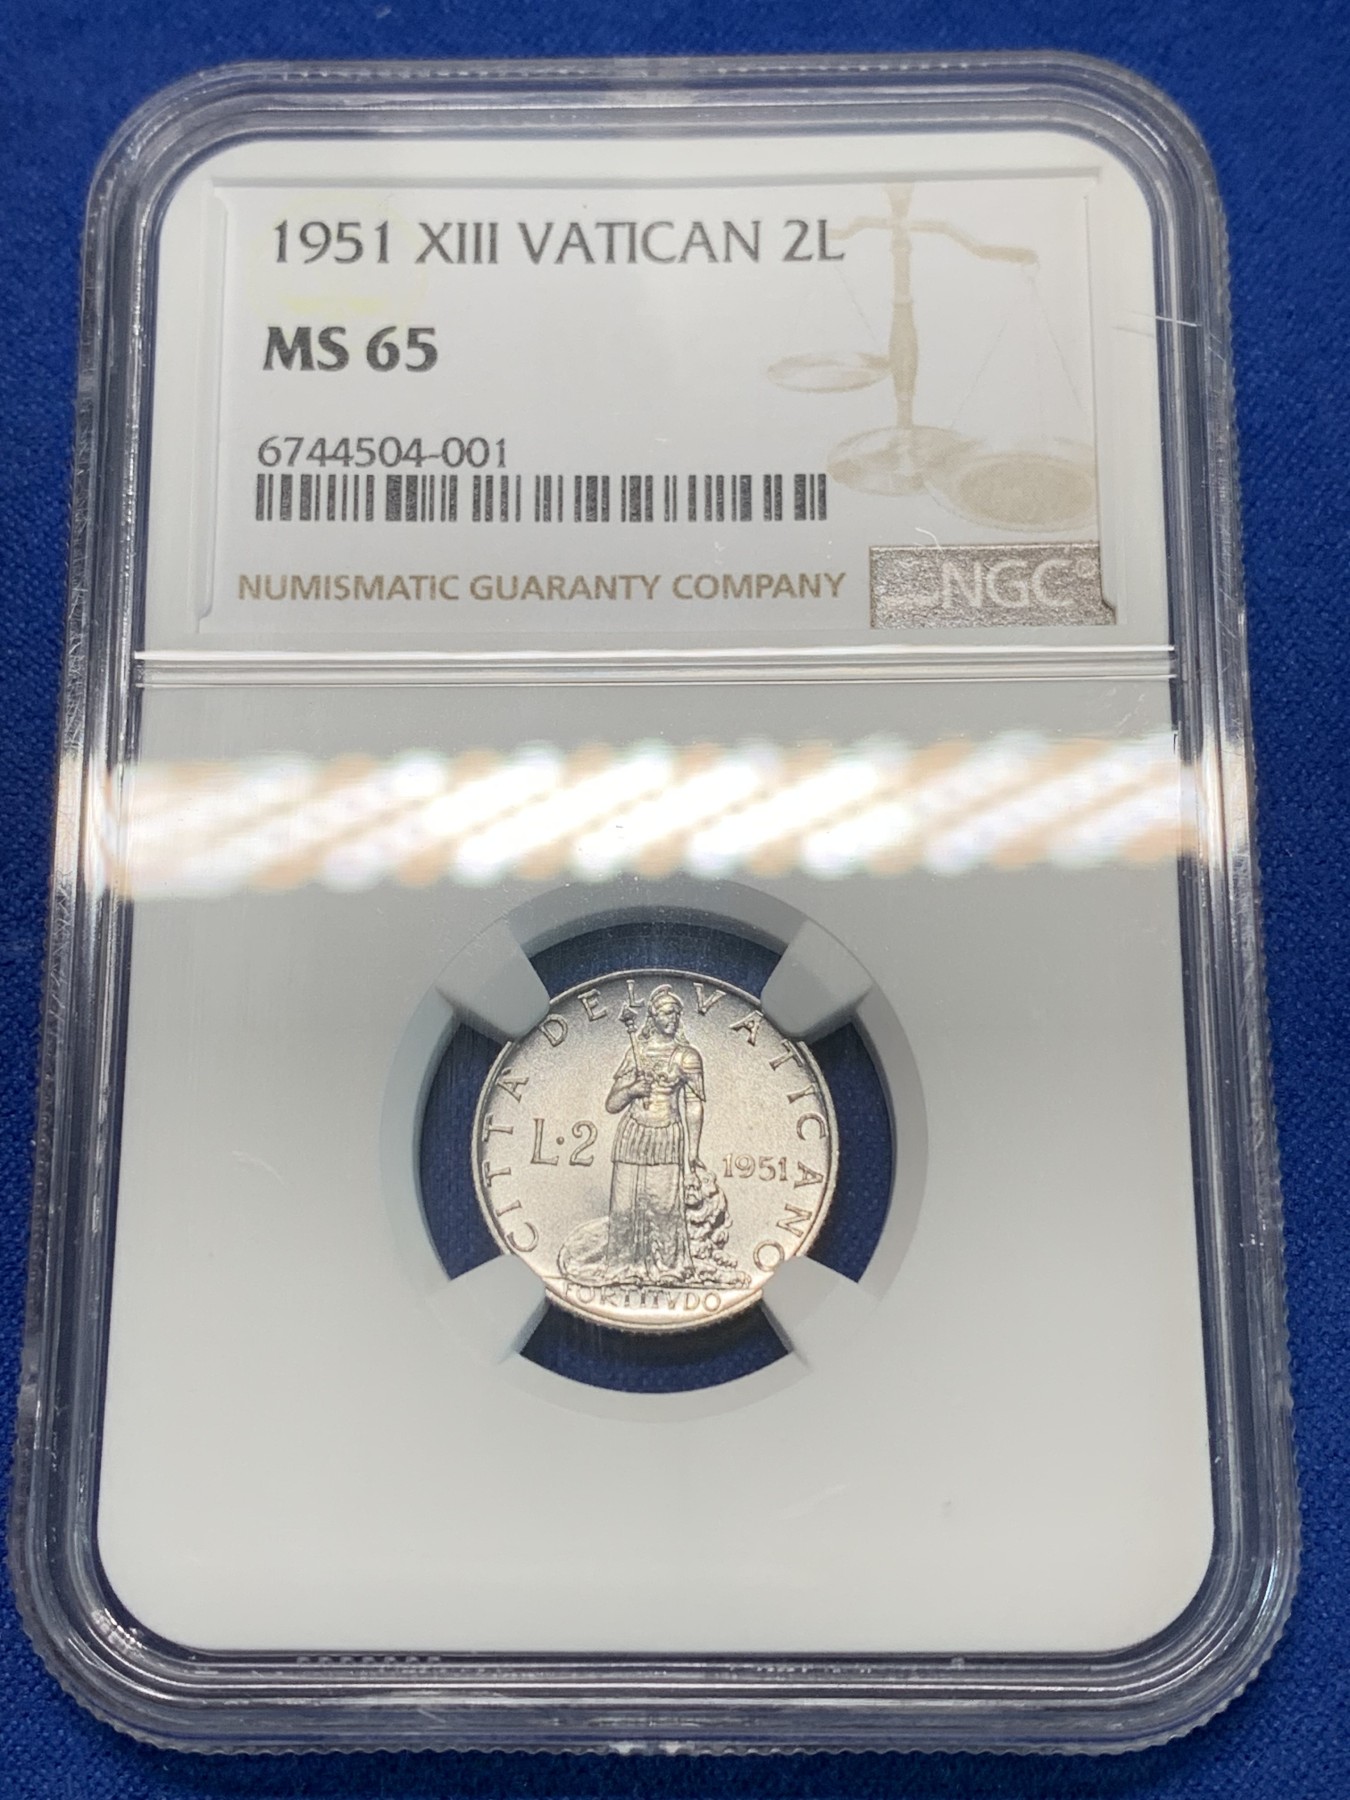 1951 XIII VATICAN 2L
MS 65
6744504-001
NUMISMATIC GUARANTY COMPANY
NGC®
CITTA DEL VATICANO
L·2
1951
FORTITVDO